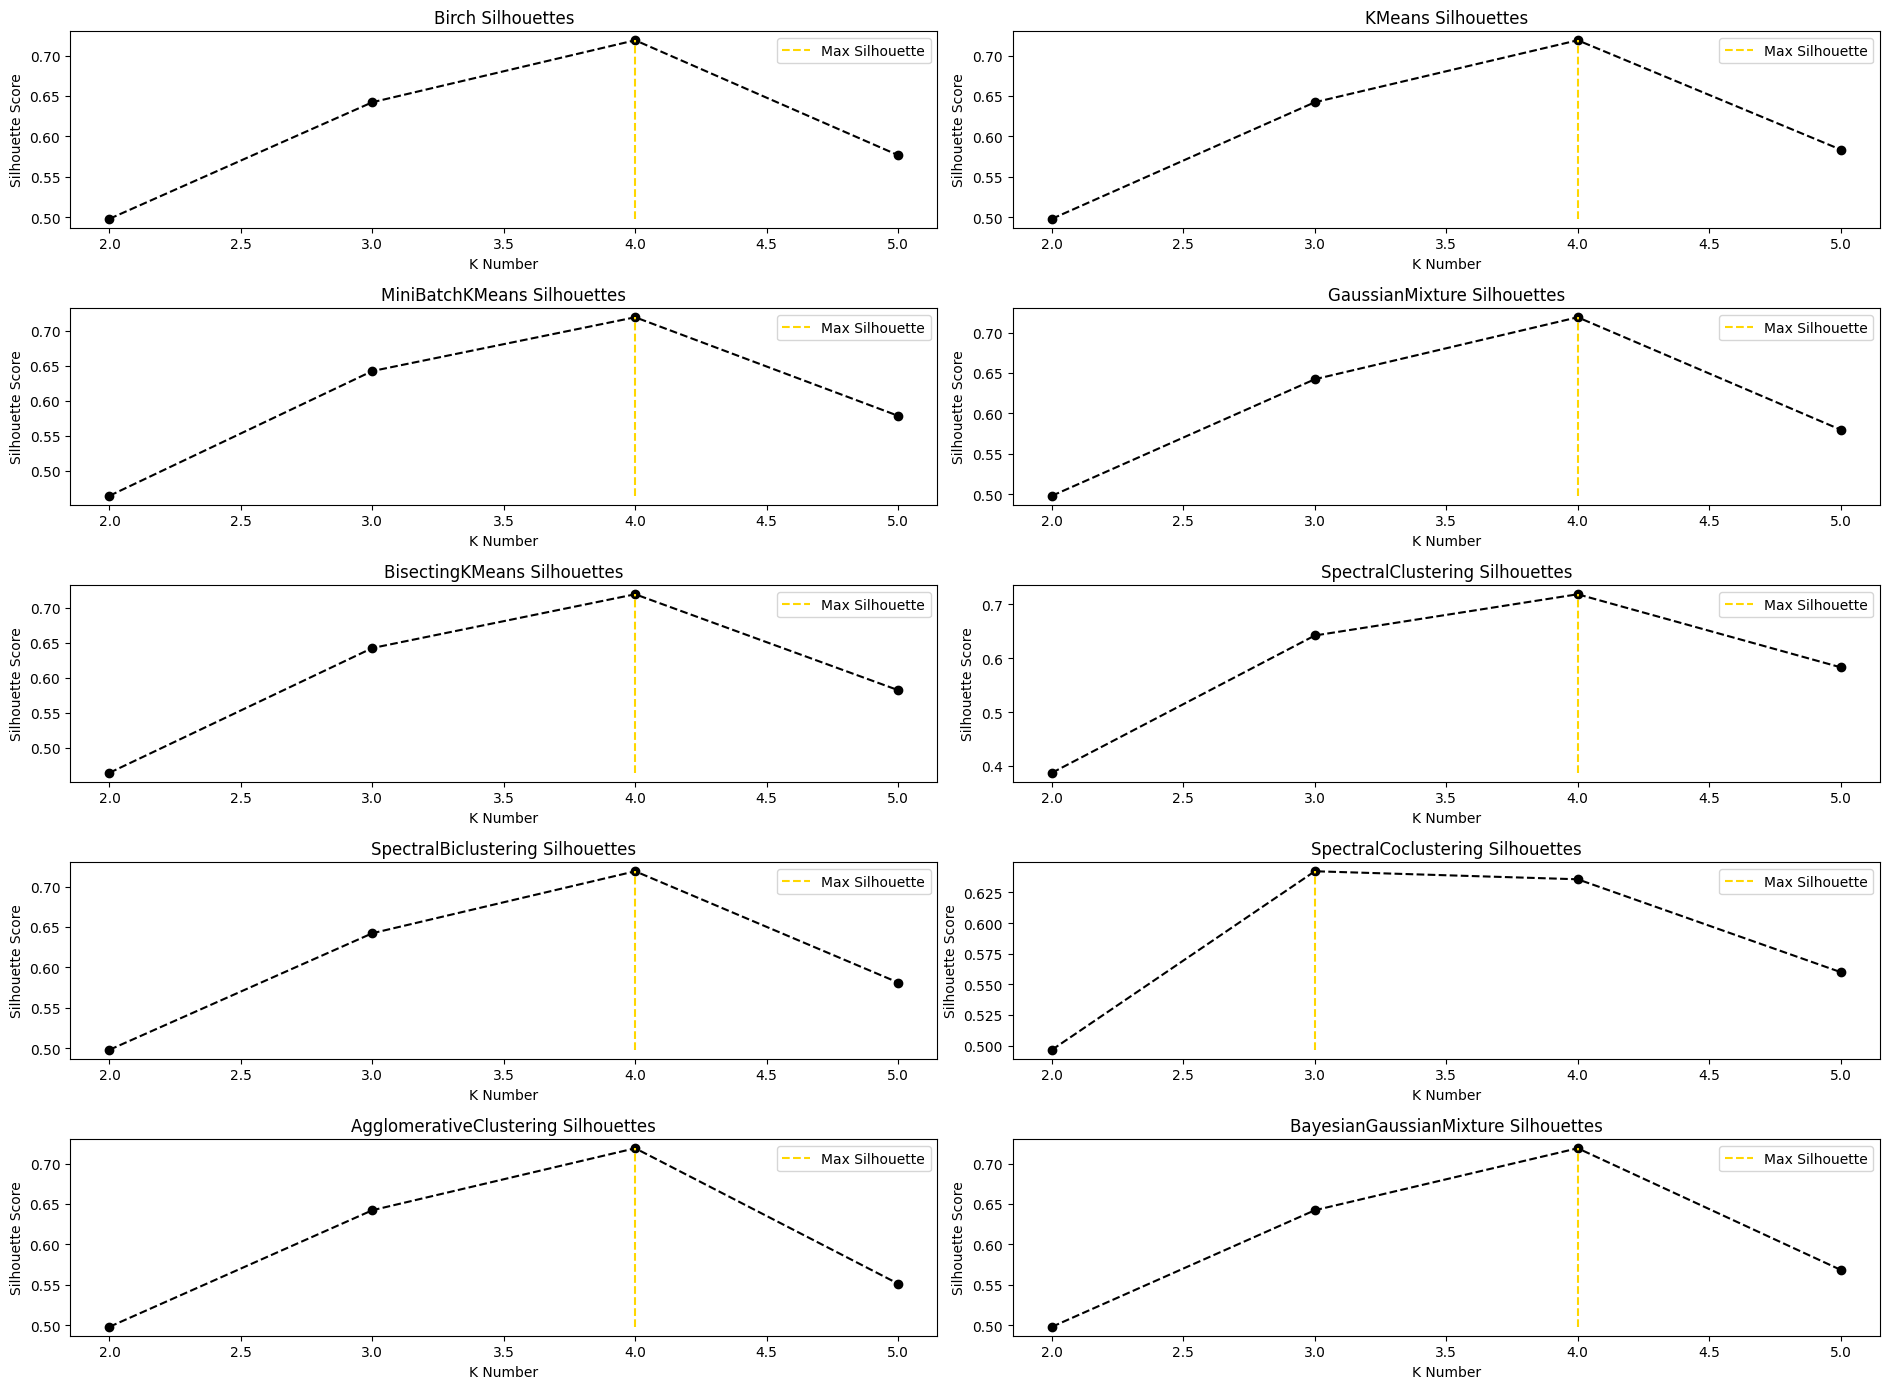 Birch Silhouettes
Max Silhouette
Silhouette Score
0.70
0.65
0.60
0.55
0.50
2.0 2.5 3.0 3.5 4.0 4.5 5.0
K Number
KMeans Silhouettes
Max Silhouette
Silhouette Score
0.70
0.65
0.60
0.55
0.50
2.0 2.5 3.0 3.5 4.0 4.5 5.0
K Number
MiniBatchKMeans Silhouettes
Max Silhouette
Silhouette Score
0.70
0.65
0.60
0.55
0.50
2.0 2.5 3.0 3.5 4.0 4.5 5.0
K Number
GaussianMixture Silhouettes
Max Silhouette
Silhouette Score
0.70
0.65
0.60
0.55
0.50
2.0 2.5 3.0 3.5 4.0 4.5 5.0
K Number
BisectingKMeans Silhouettes
Max Silhouette
Silhouette Score
0.70
0.65
0.60
0.55
0.50
2.0 2.5 3.0 3.5 4.0 4.5 5.0
K Number
SpectralClustering Silhouettes
Max Silhouette
Silhouette Score
0.7
0.6
0.5
0.4
2.0 2.5 3.0 3.5 4.0 4.5 5.0
K Number
SpectralBiclustering Silhouettes
Max Silhouette
Silhouette Score
0.70
0.65
0.60
0.55
0.50
2.0 2.5 3.0 3.5 4.0 4.5 5.0
K Number
SpectralCoclustering Silhouettes
Max Silhouette
Silhouette Score
0.625
0.600
0.575
0.550
0.525
0.500
2.0 2.5 3.0 3.5 4.0 4.5 5.0
K Number
AgglomerativeClustering Silhouettes
Max Silhouette
Silhouette Score
0.70
0.65
0.60
0.55
0.50
2.0 2.5 3.0 3.5 4.0 4.5 5.0
K Number
BayesianGaussianMixture Silhouettes
Max Silhouette
Silhouette Score
0.70
0.65
0.60
0.55
0.50
2.0 2.5 3.0 3.5 4.0 4.5 5.0
K Number